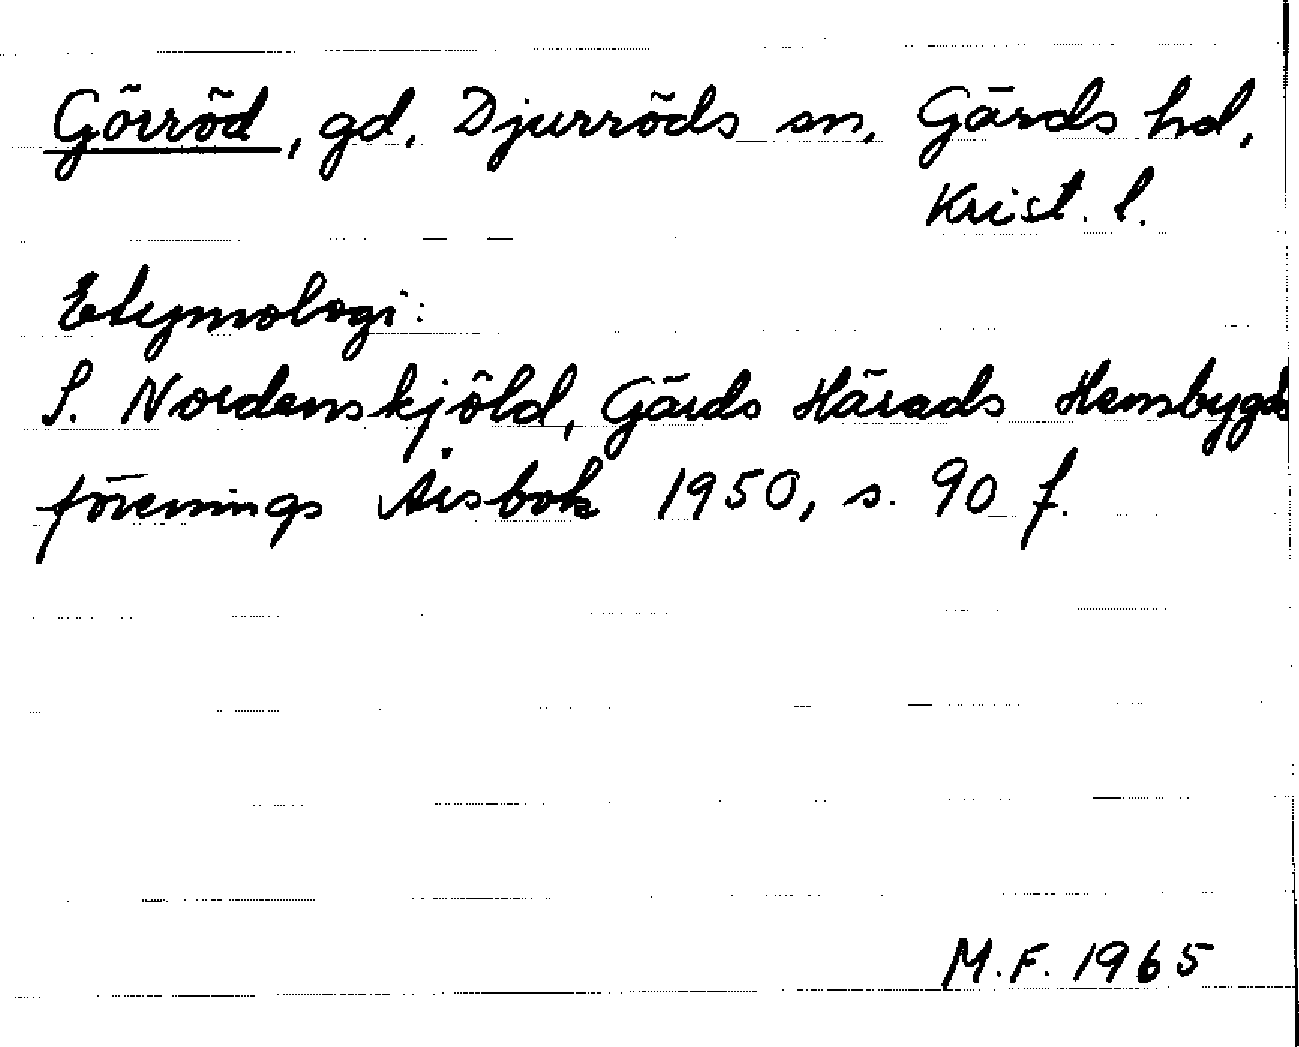 Görröd, gd. Djurröds sn, Gärds hd,
Krist. l.
Etymologi:
S. Nordenskjöld, Gärds Härads Hembygds
förenings Årsbok 1950, s. 90 f.
M.F. 1965